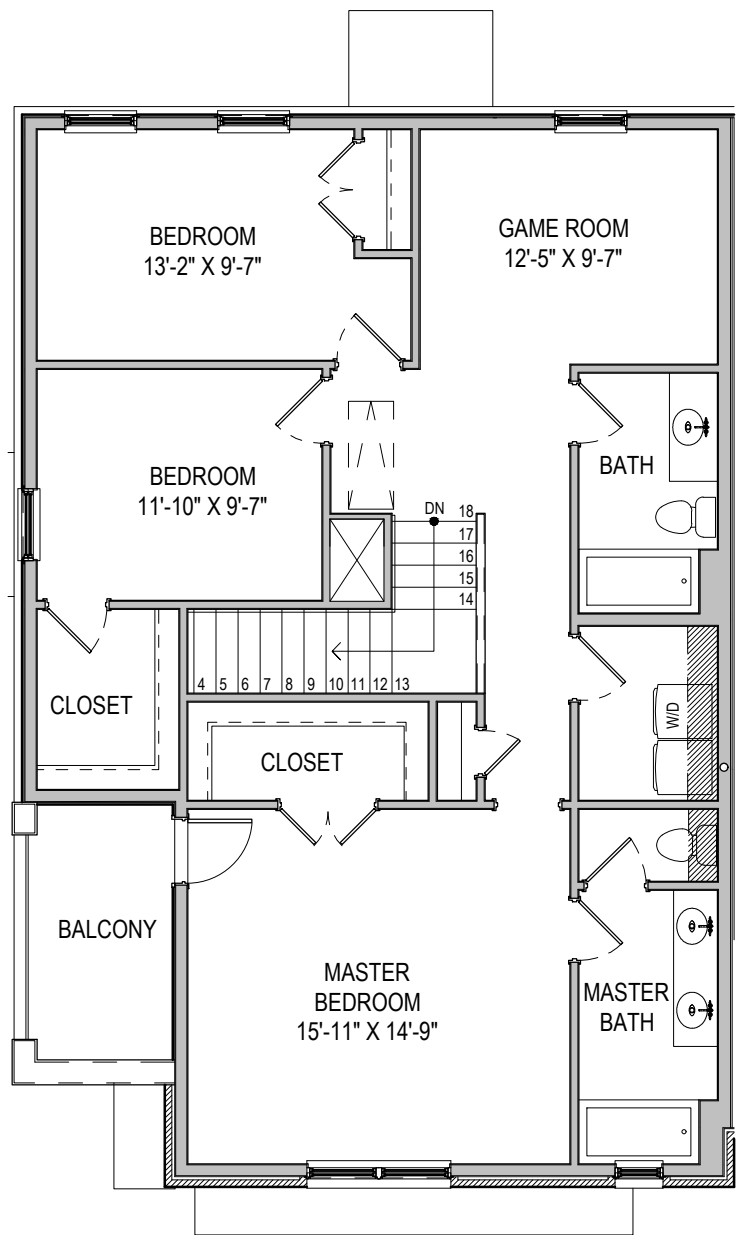 BEDROOM
13'-2" X 9'-7"
GAME ROOM
12'-5" X 9'-7"
BEDROOM
11'-10" X 9'-7"
BATH
DN 18
17
16
15
14
4 5 6 7 8 9 10 11 12 13
CLOSET
CLOSET
W/D
BALCONY
MASTER
BEDROOM
15'-11" X 14'-9"
MASTER
BATH